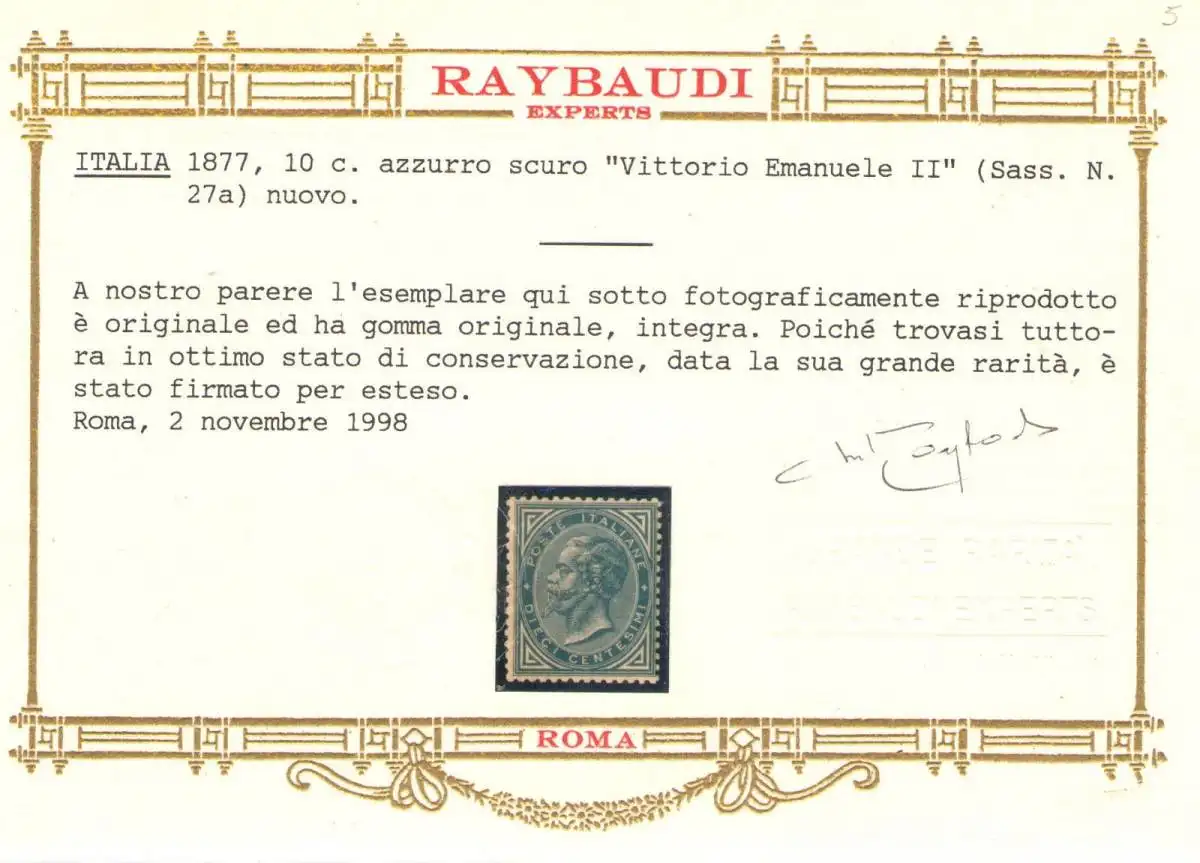 5
RAYBAUDI
EXPERTS
ITALIA 1877, 10 c. azzurro scuro "Vittorio Emanuele II" (Sass. N.
27a) nuovo.
A nostro parere l'esemplare qui sotto fotograficamente riprodotto
è originale ed ha gomma originale, integra. Poiché trovasi tutto-
ra in ottimo stato di conservazione, data la sua grande rarità, è
stato firmato per esteso.
Roma, 2 novembre 1998
POSTE ITALIANE
DIECI CENTESIMI
ROMA